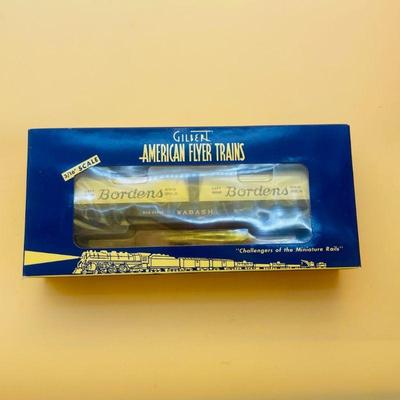 GILBERT
AMERICAN FLYER TRAINS
3/16" SCALE
Bordens
Bordens
WABASH
"Challengers of the Miniature Rails"